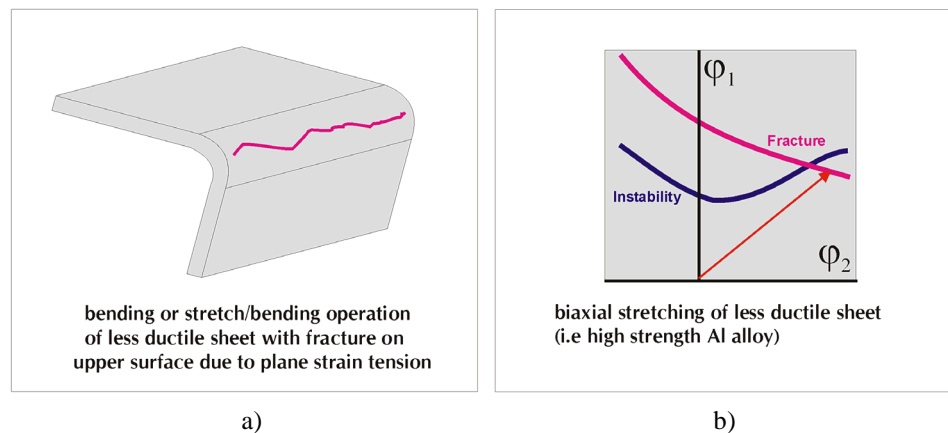 bending or stretch/bending operation
of less ductile sheet with fracture on
upper surface due to plane strain tension
a)
φ1
Fracture
Instability
φ2
biaxial stretching of less ductile sheet
(i.e high strength Al alloy)
b)